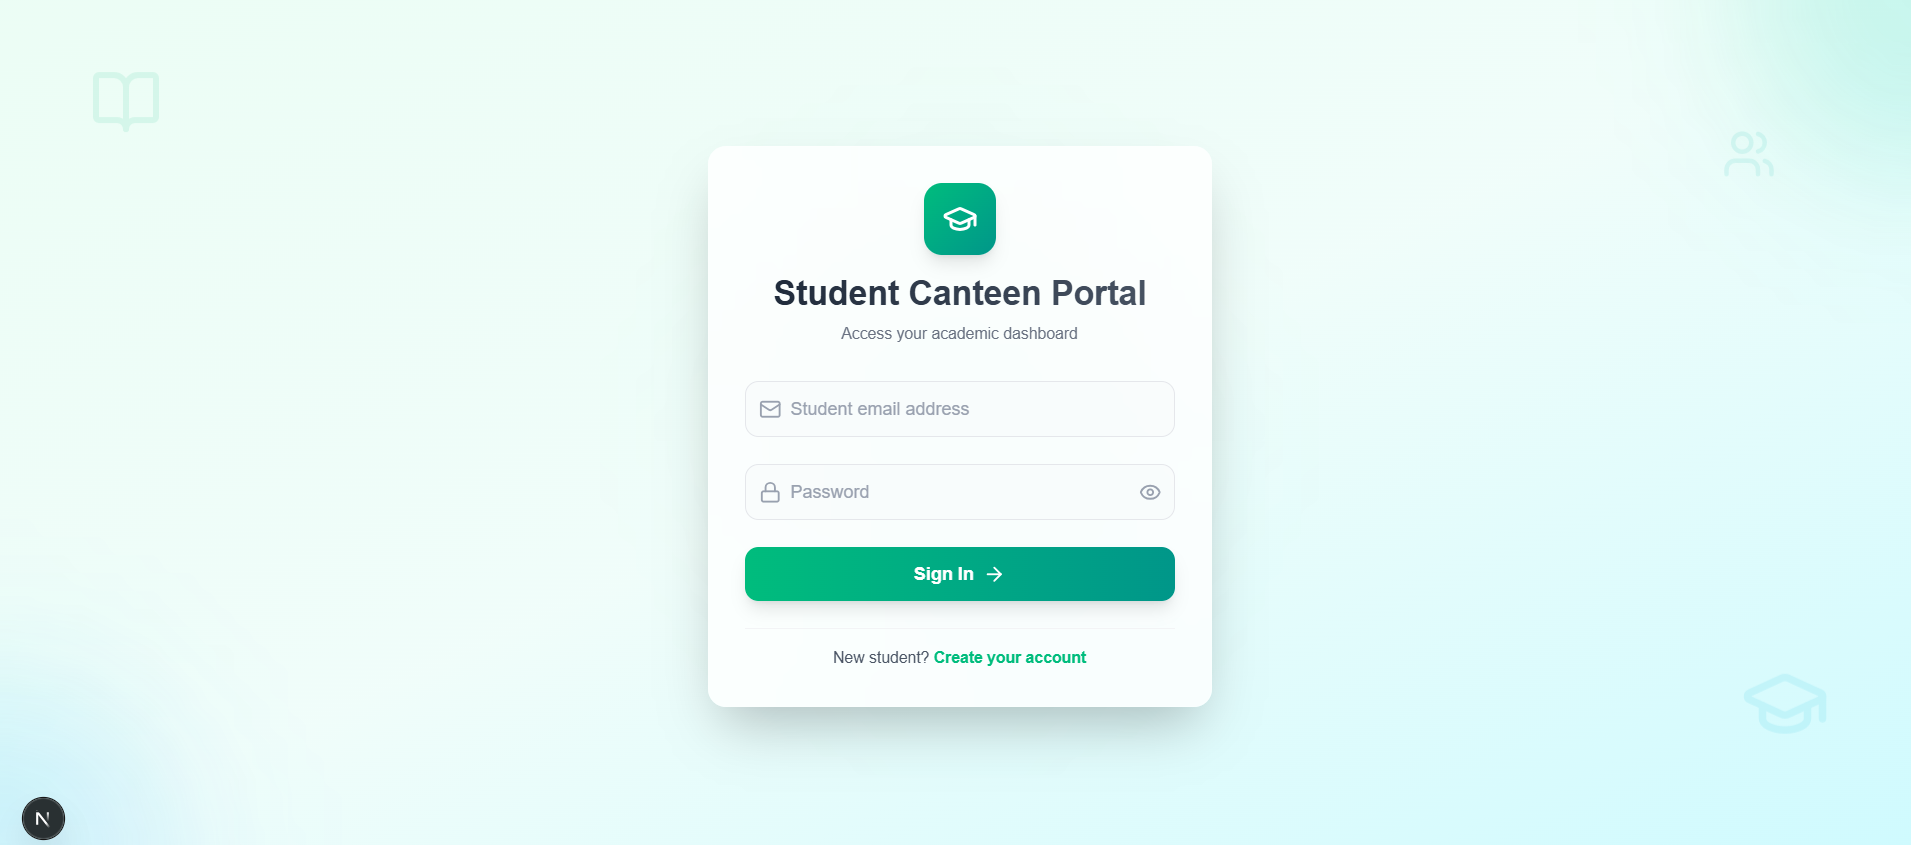 Student Canteen Portal
Access your academic dashboard
Student email address
Password
Sign In
New student? Create your account
N